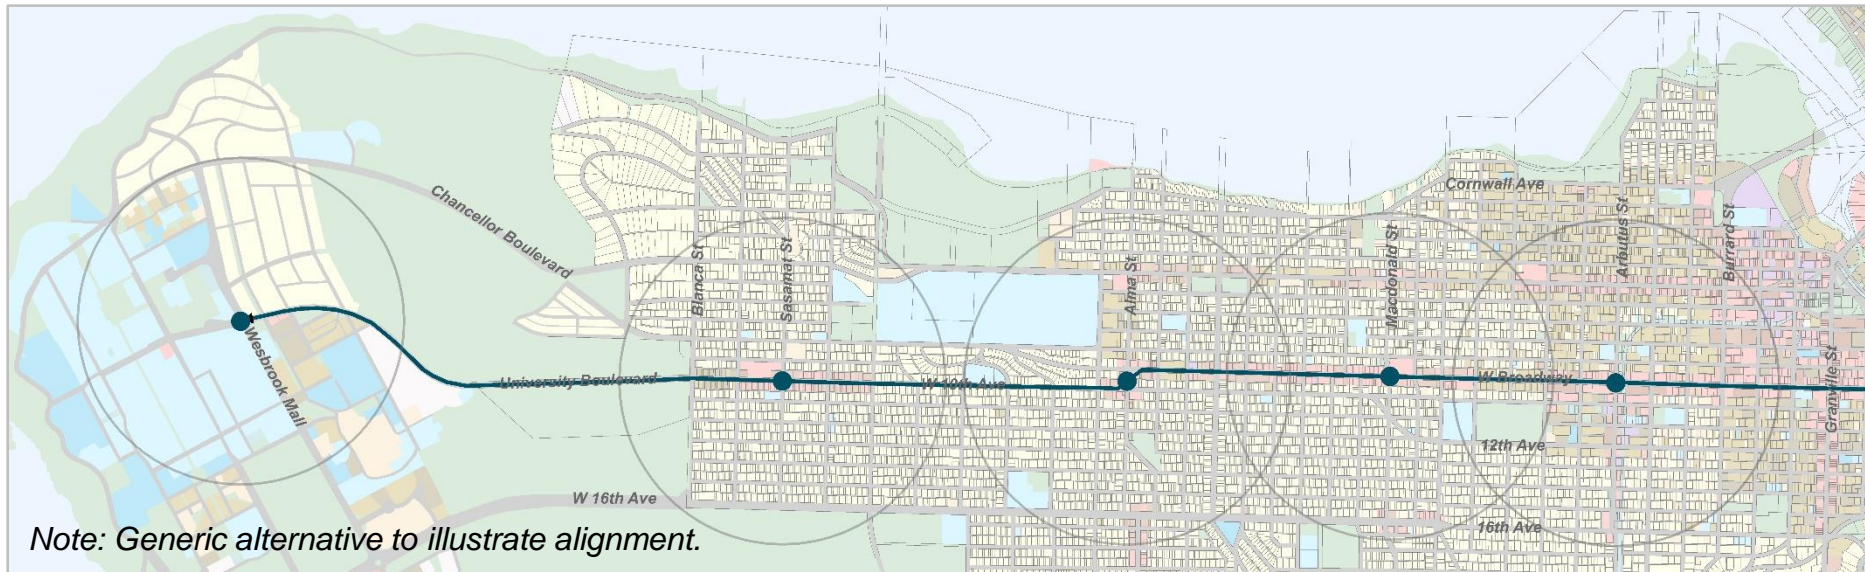 Cornwall Ave
Chancellor Boulevard
Blanca St
Sasamat St
Alma St
Macdonald St
Arbutus St
Burrard St
Granville St
Wesbrook Mall
University Boulevard
W 10th Ave
W Broadway
12th Ave
W 16th Ave
16th Ave
Note: Generic alternative to illustrate alignment.